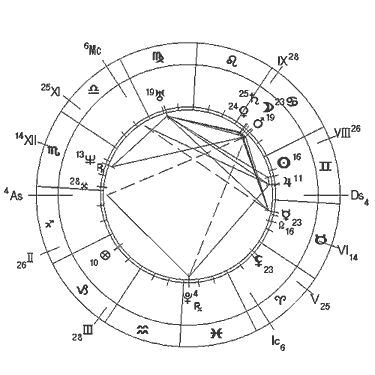 6 Mc
IX 28
25 XI
19
25
24
23
19
14 XII
VIII 26
13
16
℞
11
28
4 As
Ds 4
23
16
26 II
10
VI 14
23
4
℞
V 25
28 III
Ic 6